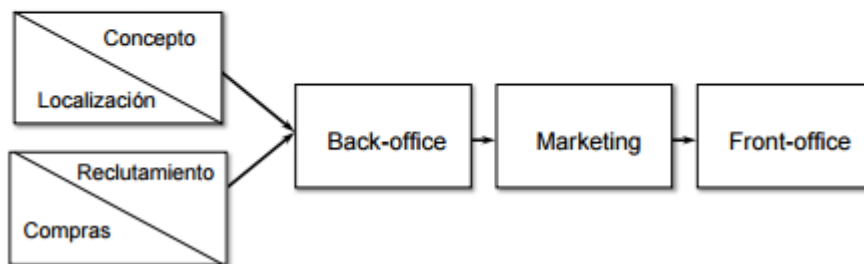 Concepto
Localización
Reclutamiento
Compras
Back-office
Marketing
Front-office